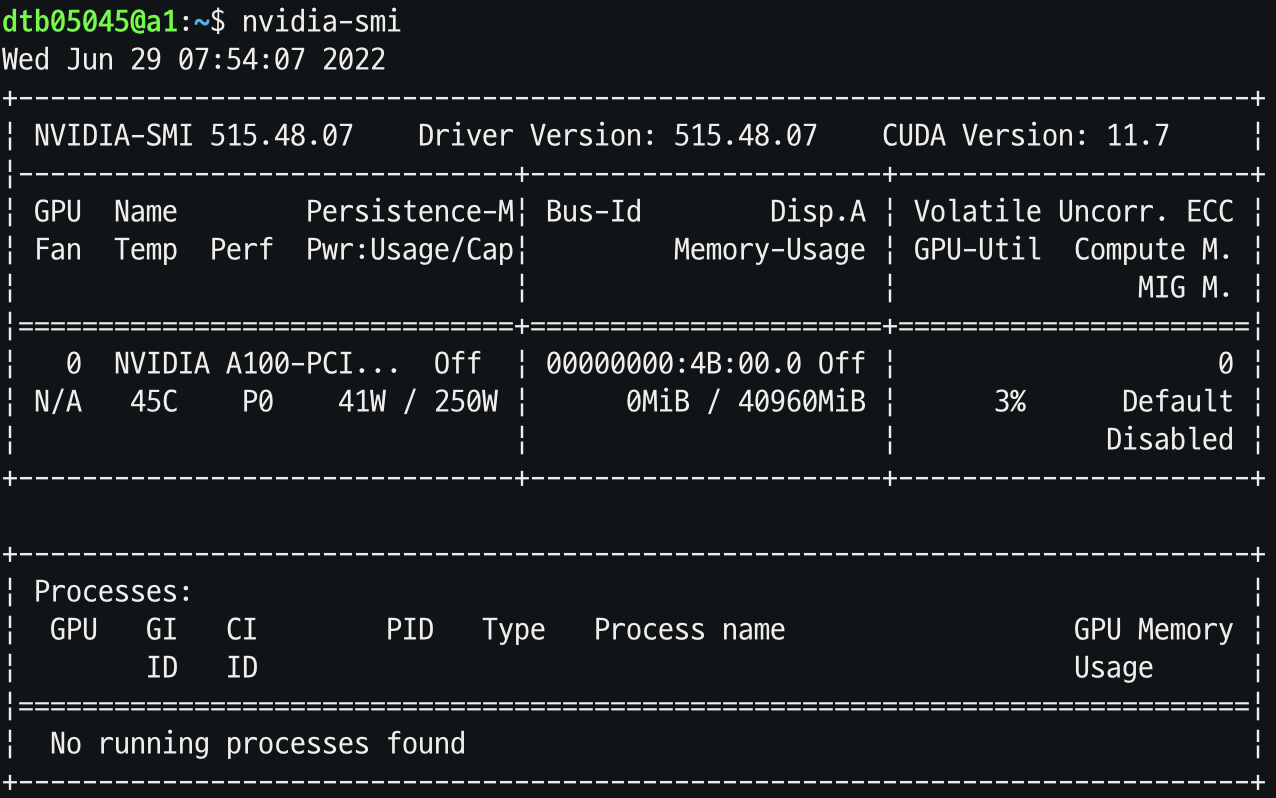 dtb05045@a1:~$ nvidia-smi
Wed Jun 29 07:54:07 2022
+-----------------------------------------------------------------------------+
| NVIDIA-SMI 515.48.07    Driver Version: 515.48.07    CUDA Version: 11.7     |
|-------------------------------+----------------------+----------------------+
| GPU  Name        Persistence-M| Bus-Id        Disp.A | Volatile Uncorr. ECC |
| Fan  Temp  Perf  Pwr:Usage/Cap|         Memory-Usage | GPU-Util  Compute M. |
|                               |                      |               MIG M. |
|===============================+======================+======================|
|   0  NVIDIA A100-PCI...  Off  | 00000000:4B:00.0 Off |                    0 |
| N/A   45C    P0    41W / 250W |      0MiB / 40960MiB |      3%      Default |
|                               |                      |             Disabled |
+-------------------------------+----------------------+----------------------+

+-----------------------------------------------------------------------------+
| Processes:                                                                  |
|  GPU   GI   CI        PID   Type   Process name                  GPU Memory |
|        ID   ID                                                   Usage      |
|=============================================================================|
|  No running processes found                                                 |
+-----------------------------------------------------------------------------+